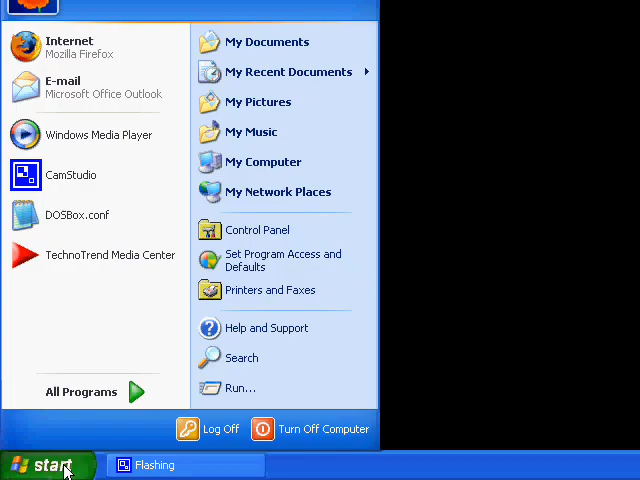 Internet
Mozilla Firefox
E-mail
Microsoft Office Outlook
Windows Media Player
CamStudio
DOSBox.conf
TechnoTrend Media Center
All Programs
My Documents
My Recent Documents
My Pictures
My Music
My Computer
My Network Places
Control Panel
Set Program Access and
Defaults
Printers and Faxes
Help and Support
Search
Run...
Log Off
Turn Off Computer
start
Flashing